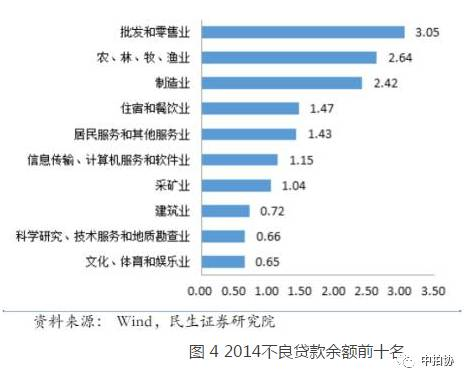 批发和零售业 3.05
农、林、牧、渔业 2.64
制造业 2.42
住宿和餐饮业 1.47
居民服务和其他服务业 1.43
信息传输、计算机服务和软件业 1.15
采矿业 1.04
建筑业 0.72
科学研究、技术服务和地质勘查业 0.66
文化、体育和娱乐业 0.65
0.00 0.50 1.00 1.50 2.00 2.50 3.00 3.50
资料来源： Wind，民生证券研究院
图 4 2014不良贷款余额前十名
中拍协